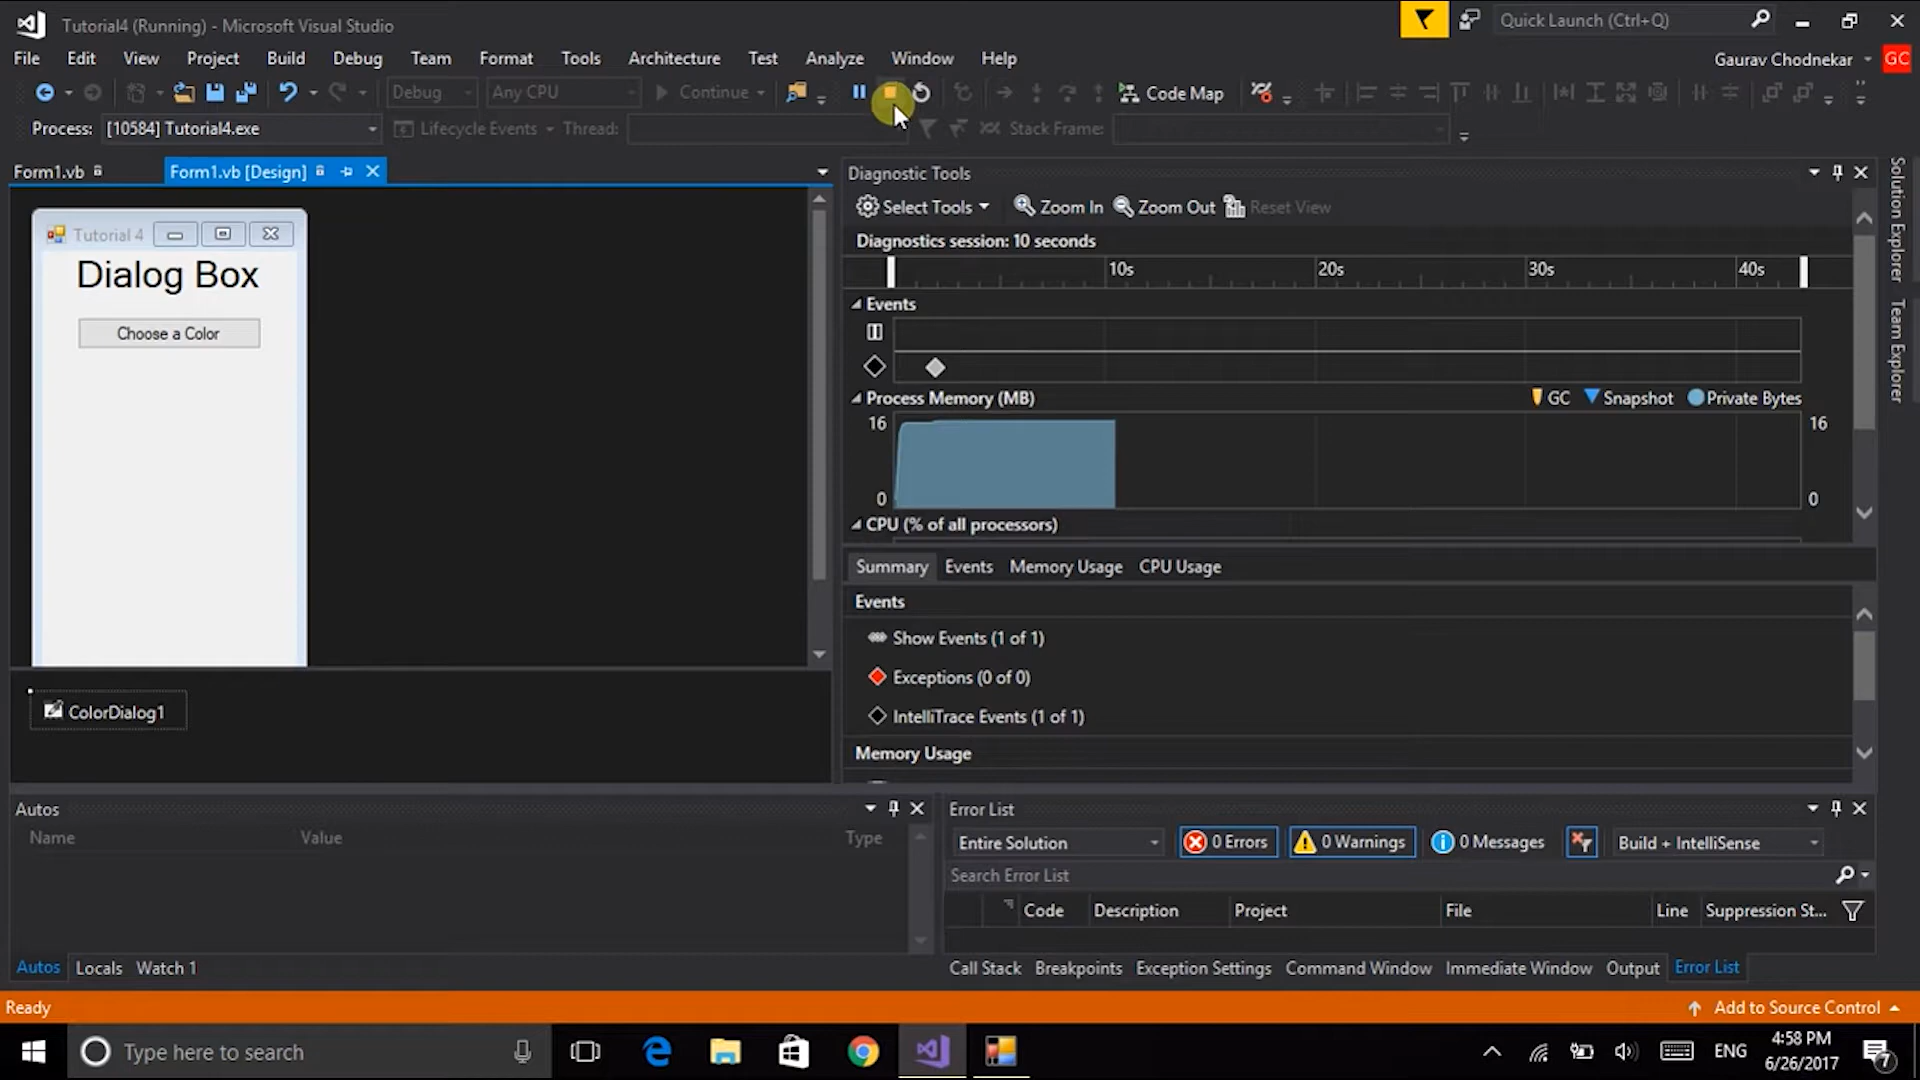 Tutorial4 (Running) - Microsoft Visual Studio
Quick Launch (Ctrl+Q)
File Edit View Project Build Debug Team Format Tools Architecture Test Analyze Window Help
Gaurav Chodnekar GC
Debug Any CPU Continue Code Map
Process: [10584] Tutorial4.exe Lifecycle Events Thread: Stack Frame:
Form1.vb Form1.vb [Design]
Tutorial 4
Dialog Box
Choose a Color
ColorDialog1
Diagnostic Tools
Select Tools Zoom In Zoom Out Reset View
Diagnostics session: 10 seconds
10s 20s 30s 40s
Events
Process Memory (MB) GC Snapshot Private Bytes
16 16
0 0
CPU (% of all processors)
Summary Events Memory Usage CPU Usage
Events
Show Events (1 of 1)
Exceptions (0 of 0)
IntelliTrace Events (1 of 1)
Memory Usage
Solution Explorer
Team Explorer
Autos
Name Value Type
Autos Locals Watch 1
Error List
Entire Solution 0 Errors 0 Warnings 0 Messages Build + IntelliSense
Search Error List
Code Description Project File Line Suppression St...
Call Stack Breakpoints Exception Settings Command Window Immediate Window Output Error List
Ready
Add to Source Control
Type here to search
ENG
4:58 PM
6/26/2017
7